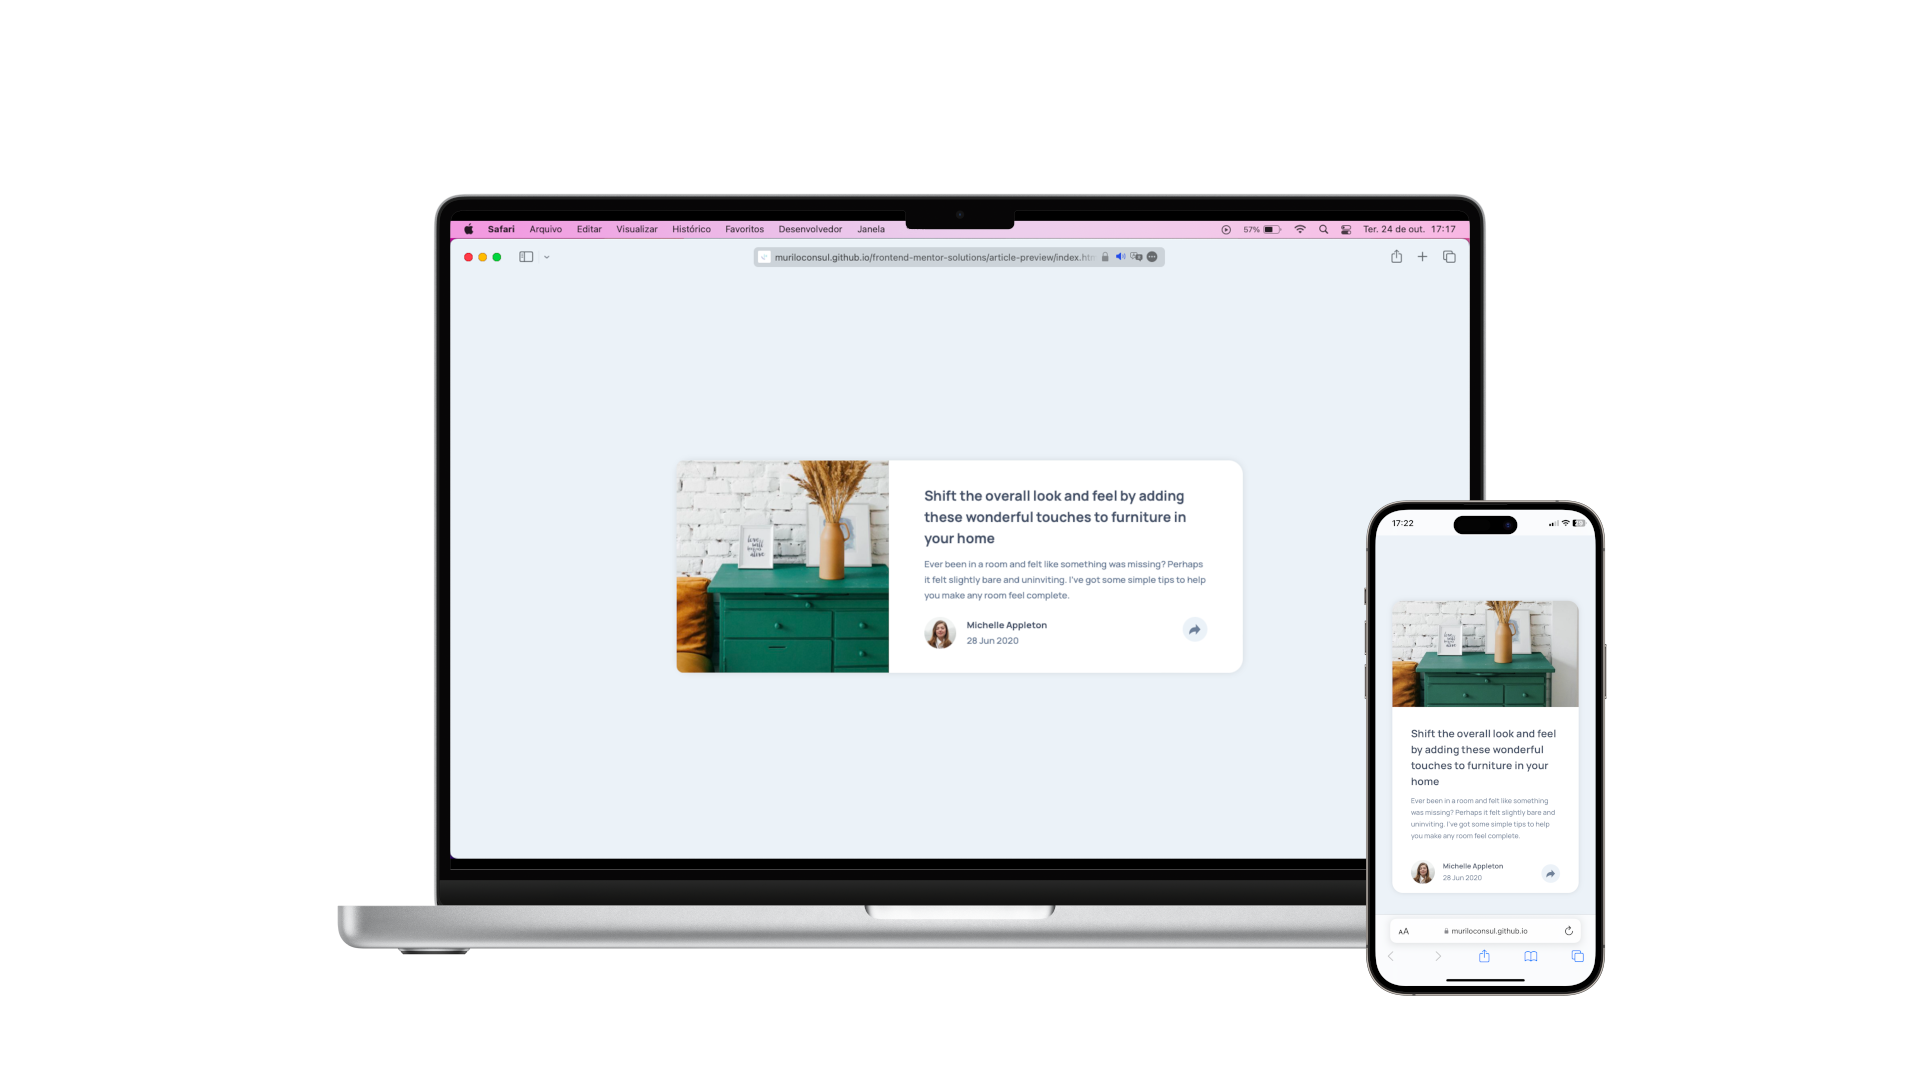 Safari Arquivo Editar Visualizar Histórico Favoritos Desenvolvedor Janela 57% Ter. 24 de out. 17:17
muriloconsul.github.io/frontend-mentor-solutions/article-preview/index.htm
Shift the overall look and feel by adding
these wonderful touches to furniture in
your home
Ever been in a room and felt like something was missing? Perhaps
it felt slightly bare and uninviting. I've got some simple tips to help
you make any room feel complete.
Michelle Appleton
28 Jun 2020
17:22
Shift the overall look and feel
by adding these wonderful
touches to furniture in your
home
Ever been in a room and felt like something
was missing? Perhaps it felt slightly bare and
uninviting. I've got some simple tips to help
you make any room feel complete.
Michelle Appleton
28 Jun 2020
AA muriloconsul.github.io